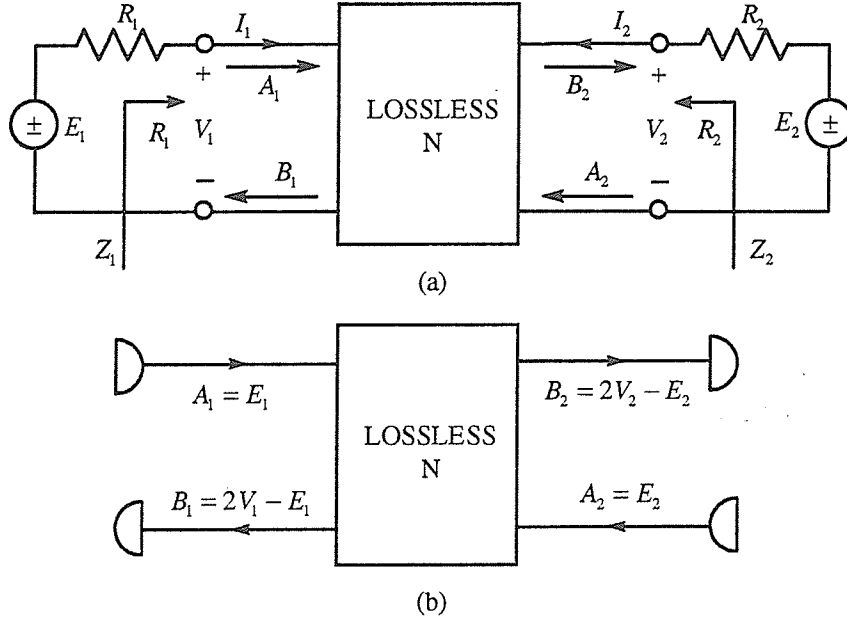 R₁ I₁ I₂ R₂
+ A₁ B₂ +
± E₁ R₁ V₁ LOSSLESS N V₂ R₂ E₂ ±
− B₁ A₂ −
Z₁ Z₂
(a)
A₁ = E₁ B₂ = 2V₂ − E₂
LOSSLESS
N
B₁ = 2V₁ − E₁ A₂ = E₂
(b)